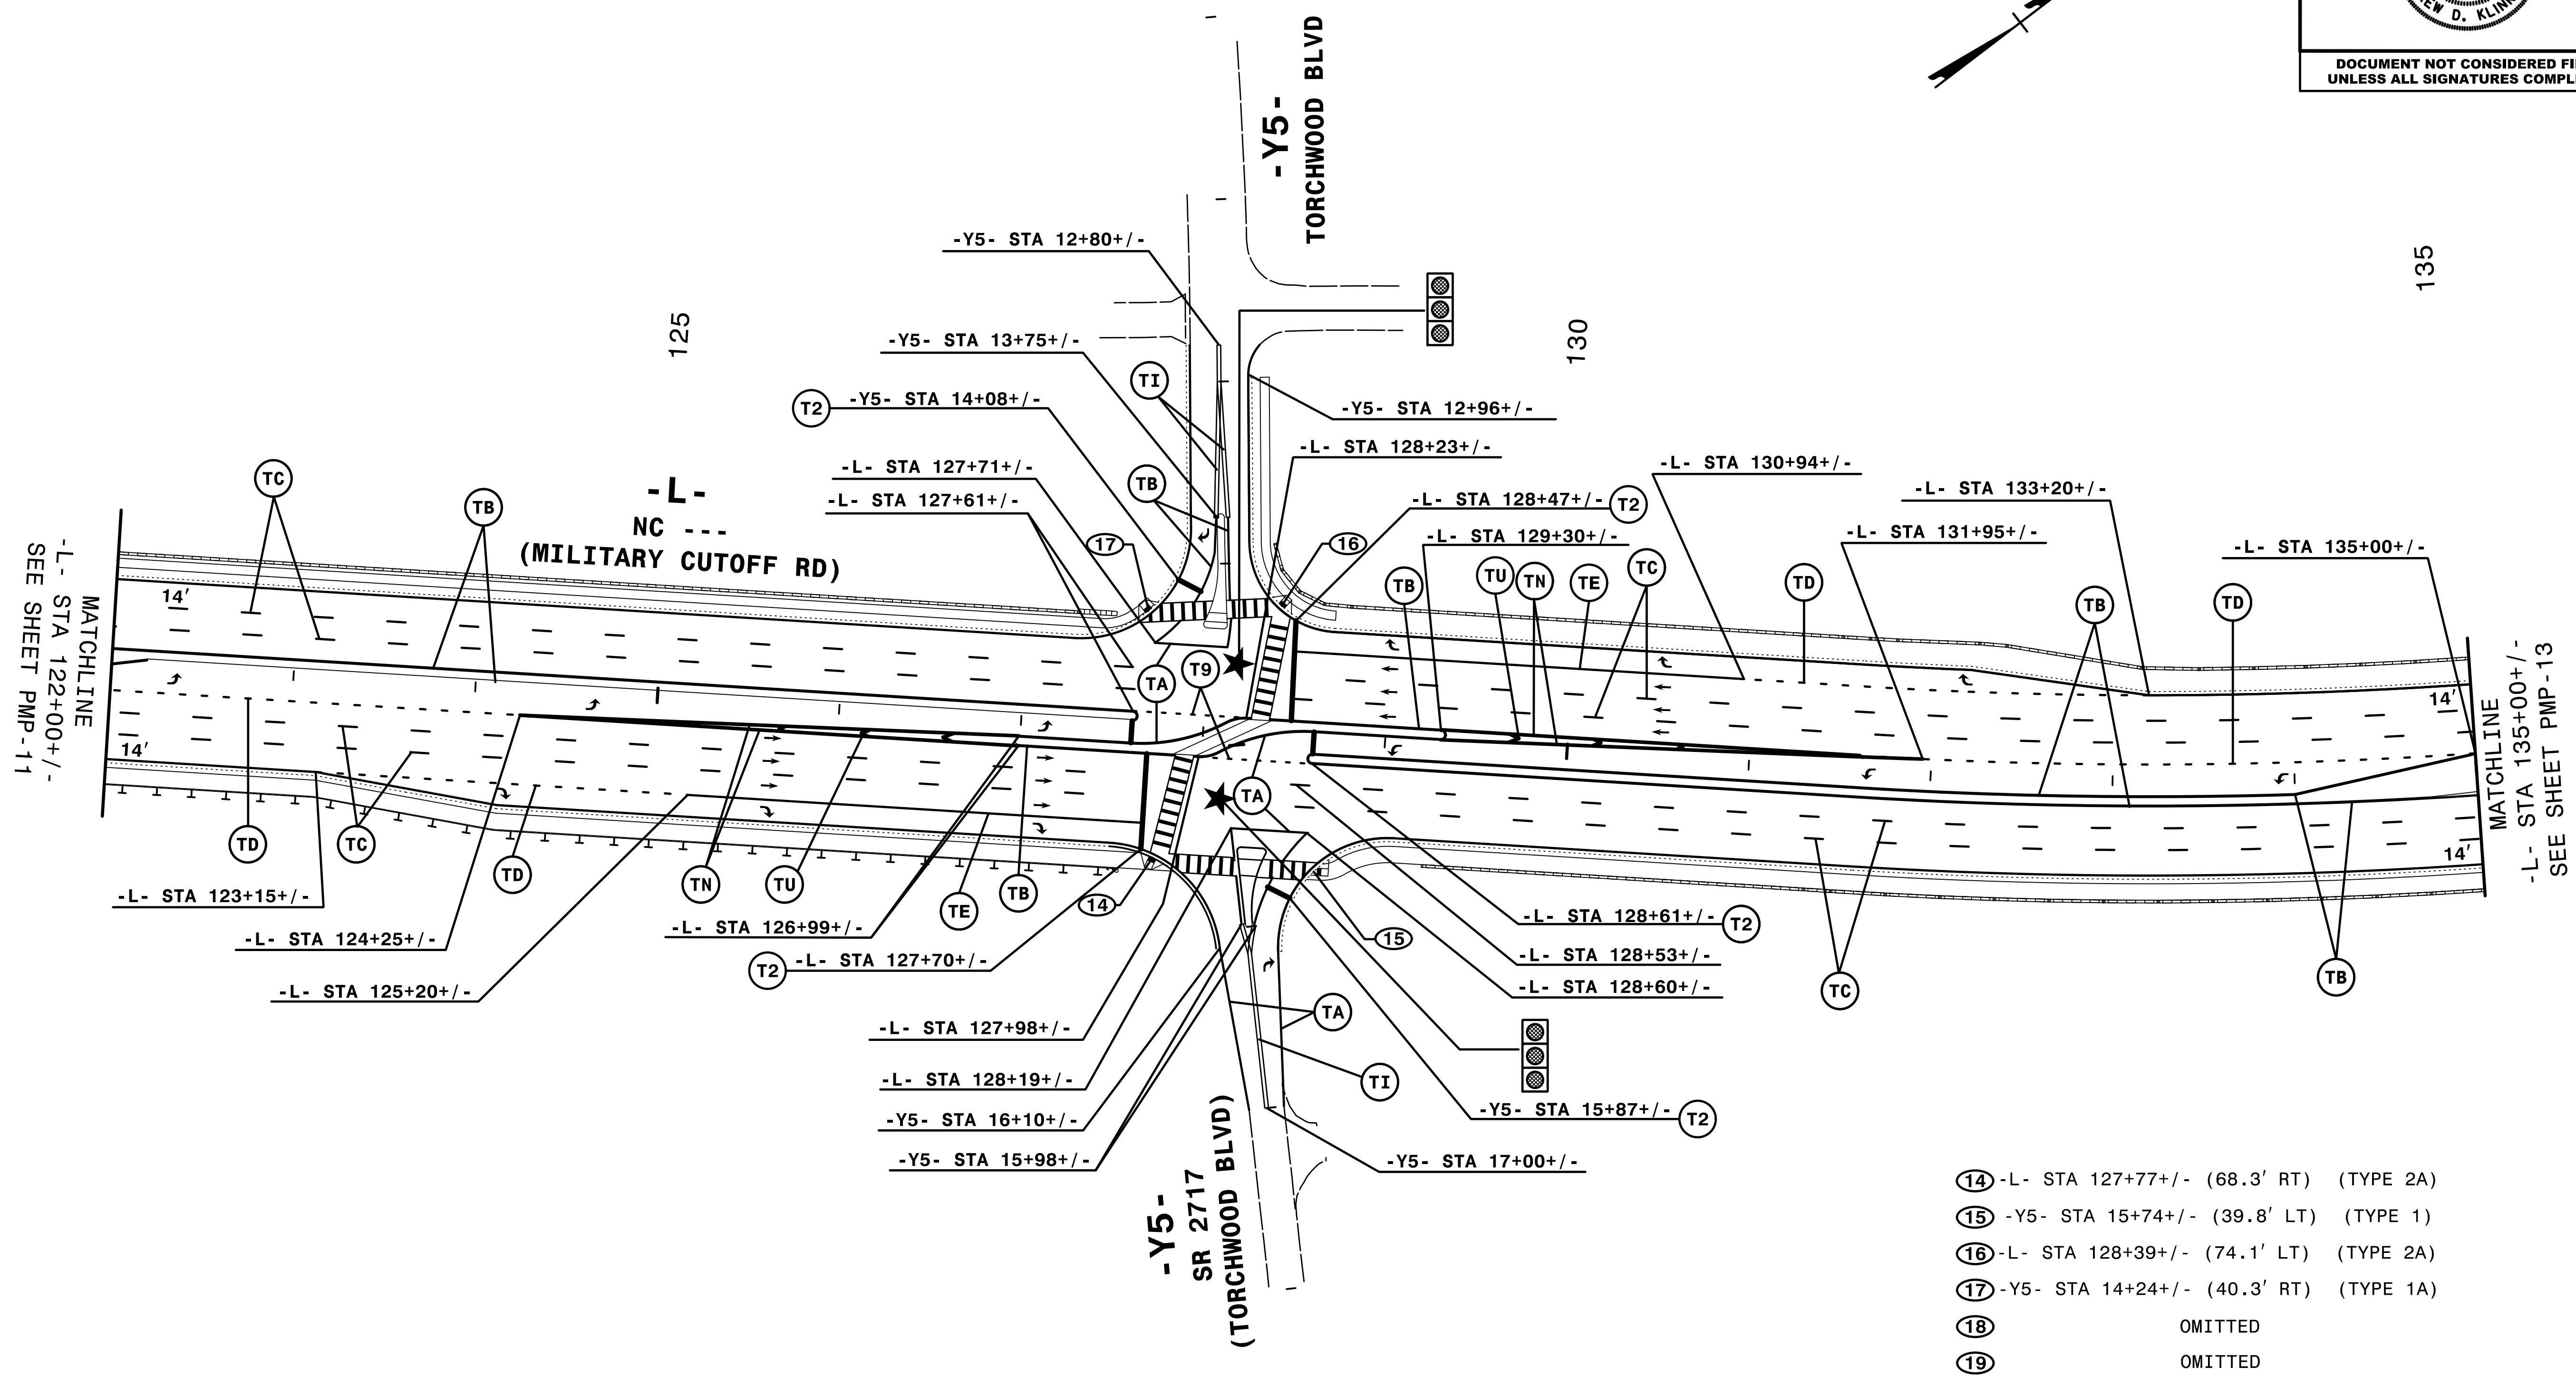 EW D. KLIN
DOCUMENT NOT CONSIDERED FI
UNLESS ALL SIGNATURES COMPL
-Y5-
TORCHWOOD BLVD
-Y5- STA 12+80+/-
125
-Y5- STA 13+75+/-
130
135
TI
T2 -Y5- STA 14+08+/-
-Y5- STA 12+96+/-
-L- STA 128+23+/-
-L- STA 127+71+/-
-L- STA 130+94+/-
TC
TB
-L-
NC ---
(MILITARY CUTOFF RD)
TB
-L- STA 127+61+/-
-L- STA 128+47+/- T2
-L- STA 133+20+/-
-L- STA 129+30+/-
-L- STA 131+95+/-
-L- STA 135+00+/-
17
16
TB
TU
TN
TE
TC
TD
TB
TD
MATCHLINE
-L- STA 122+00+/-
SEE SHEET PMP-11
14'
14'
TA
T9
TA
14'
14'
MATCHLINE
-L- STA 135+00+/-
SEE SHEET PMP-13
TD
TC
TD
TN
TU
TE
TB
14
-L- STA 123+15+/-
-L- STA 124+25+/-
-L- STA 126+99+/-
T2 -L- STA 127+70+/-
-L- STA 125+20+/-
-L- STA 128+61+/- T2
15
-L- STA 128+53+/-
-L- STA 128+60+/-
TC
TB
-L- STA 127+98+/-
TA
-L- STA 128+19+/-
TI
-Y5- STA 16+10+/-
-Y5- STA 15+87+/- T2
-Y5- STA 15+98+/-
-Y5- STA 17+00+/-
-Y5-
SR 2717
(TORCHWOOD BLVD)
14 -L- STA 127+77+/- (68.3' RT) (TYPE 2A)
15 -Y5- STA 15+74+/- (39.8' LT) (TYPE 1)
16 -L- STA 128+39+/- (74.1' LT) (TYPE 2A)
17 -Y5- STA 14+24+/- (40.3' RT) (TYPE 1A)
18 OMITTED
19 OMITTED